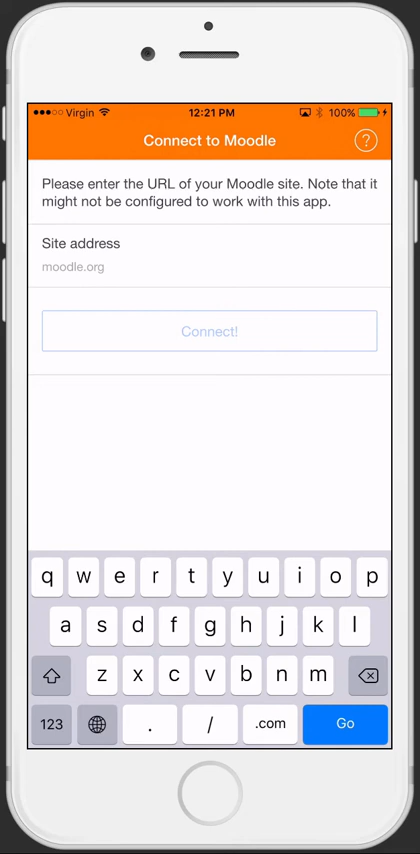 Virgin 12:21 PM 100%
Connect to Moodle ?
Please enter the URL of your Moodle site. Note that it
might not be configured to work with this app.
Site address
moodle.org
Connect!
q w e r t y u i o p
a s d f g h j k l
z x c v b n m
123 . / .com Go